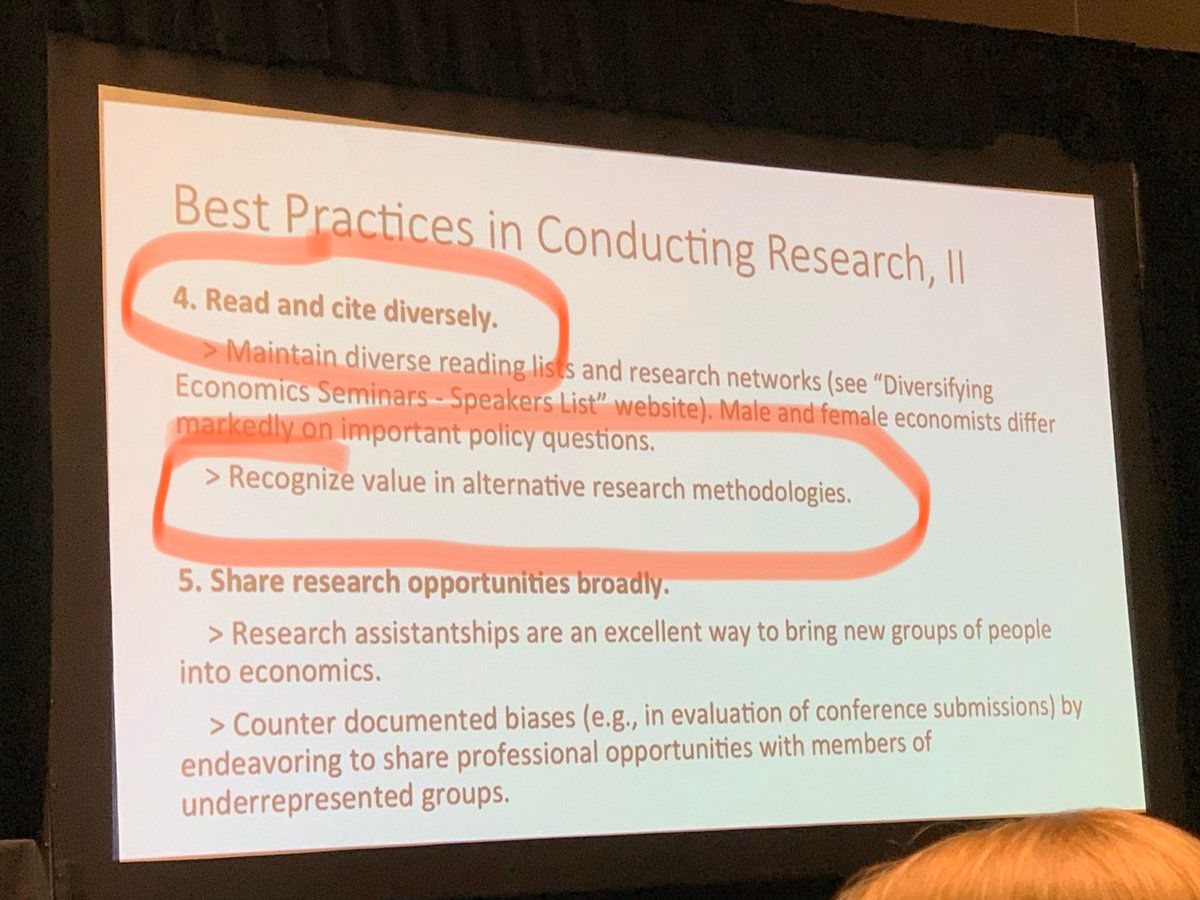 Best Practices in Conducting Research, II
4. Read and cite diversely.
> Maintain diverse reading lists and research networks (see “Diversifying
Economics Seminars - Speakers List” website). Male and female economists differ
markedly on important policy questions.
> Recognize value in alternative research methodologies.
5. Share research opportunities broadly.
> Research assistantships are an excellent way to bring new groups of people
into economics.
> Counter documented biases (e.g., in evaluation of conference submissions) by
endeavoring to share professional opportunities with members of
underrepresented groups.